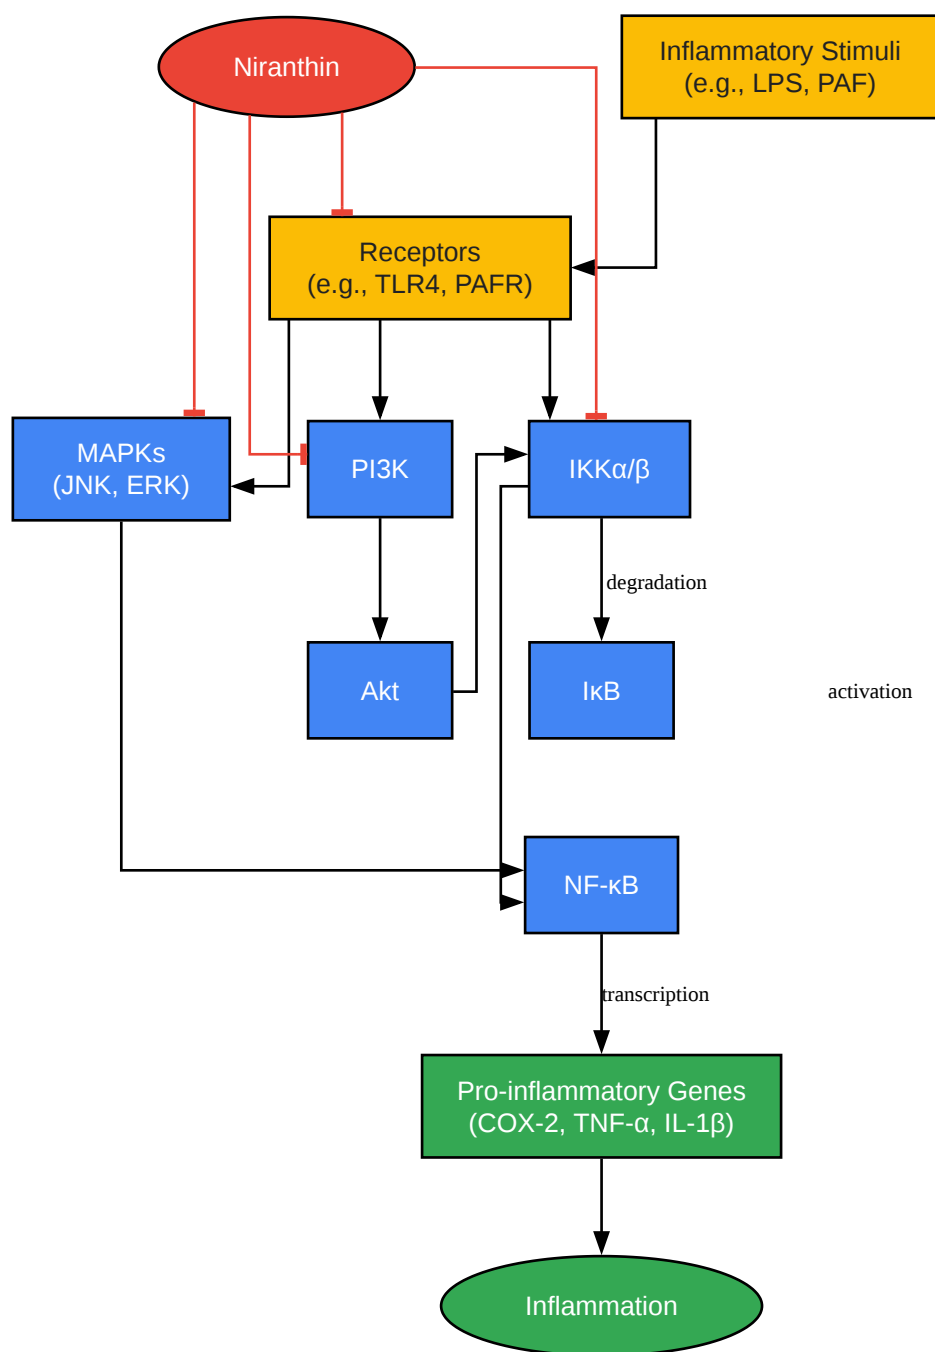 Niranthin
Inflammatory Stimuli
(e.g., LPS, PAF)
Receptors
(e.g., TLR4, PAFR)
MAPKs
(JNK, ERK)
PI3K
IKKα/β
degradation
Akt
IκB
activation
NF-κB
transcription
Pro-inflammatory Genes
(COX-2, TNF-α, IL-1β)
Inflammation